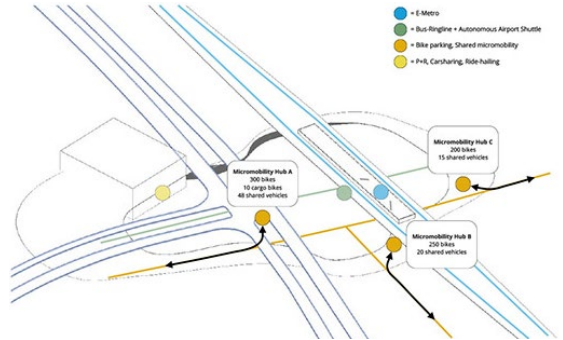 = E-Metro
= Bus-Ringline + Autonomous Airport Shuttle
= Bike parking, Shared micromobility
= P+R, Carsharing, Ride-hailing
Micromobility Hub C
200 bikes
15 shared vehicles
Micromobility Hub A
300 bikes
10 cargo bikes
48 shared vehicles
Micromobility Hub B
250 bikes
20 shared vehicles